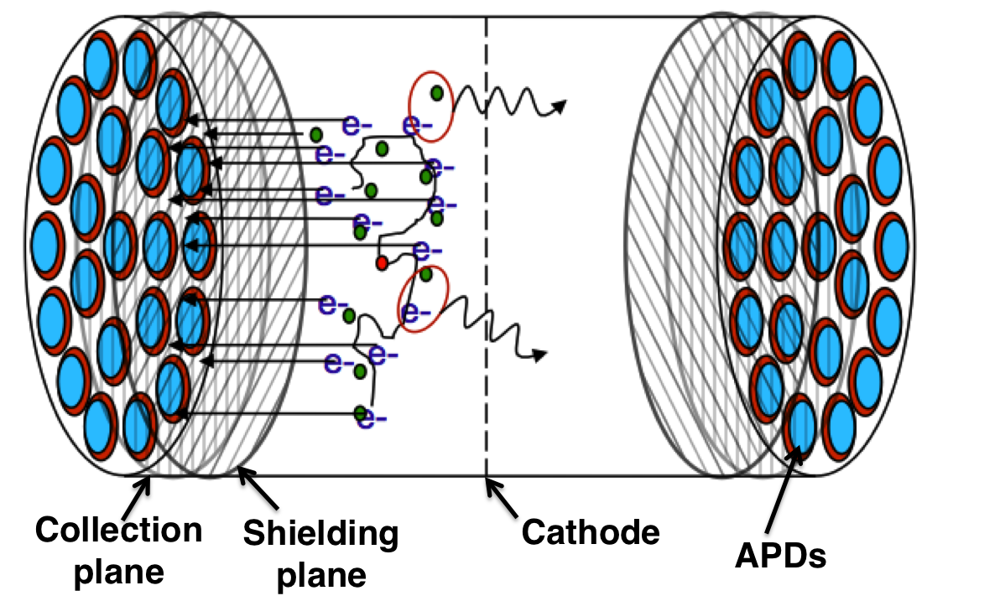 e- e-
e-
e-
e-
e-
e-
e-
e-
e-
e-
e-
e-
Collection
plane
Shielding
plane
Cathode
APDs